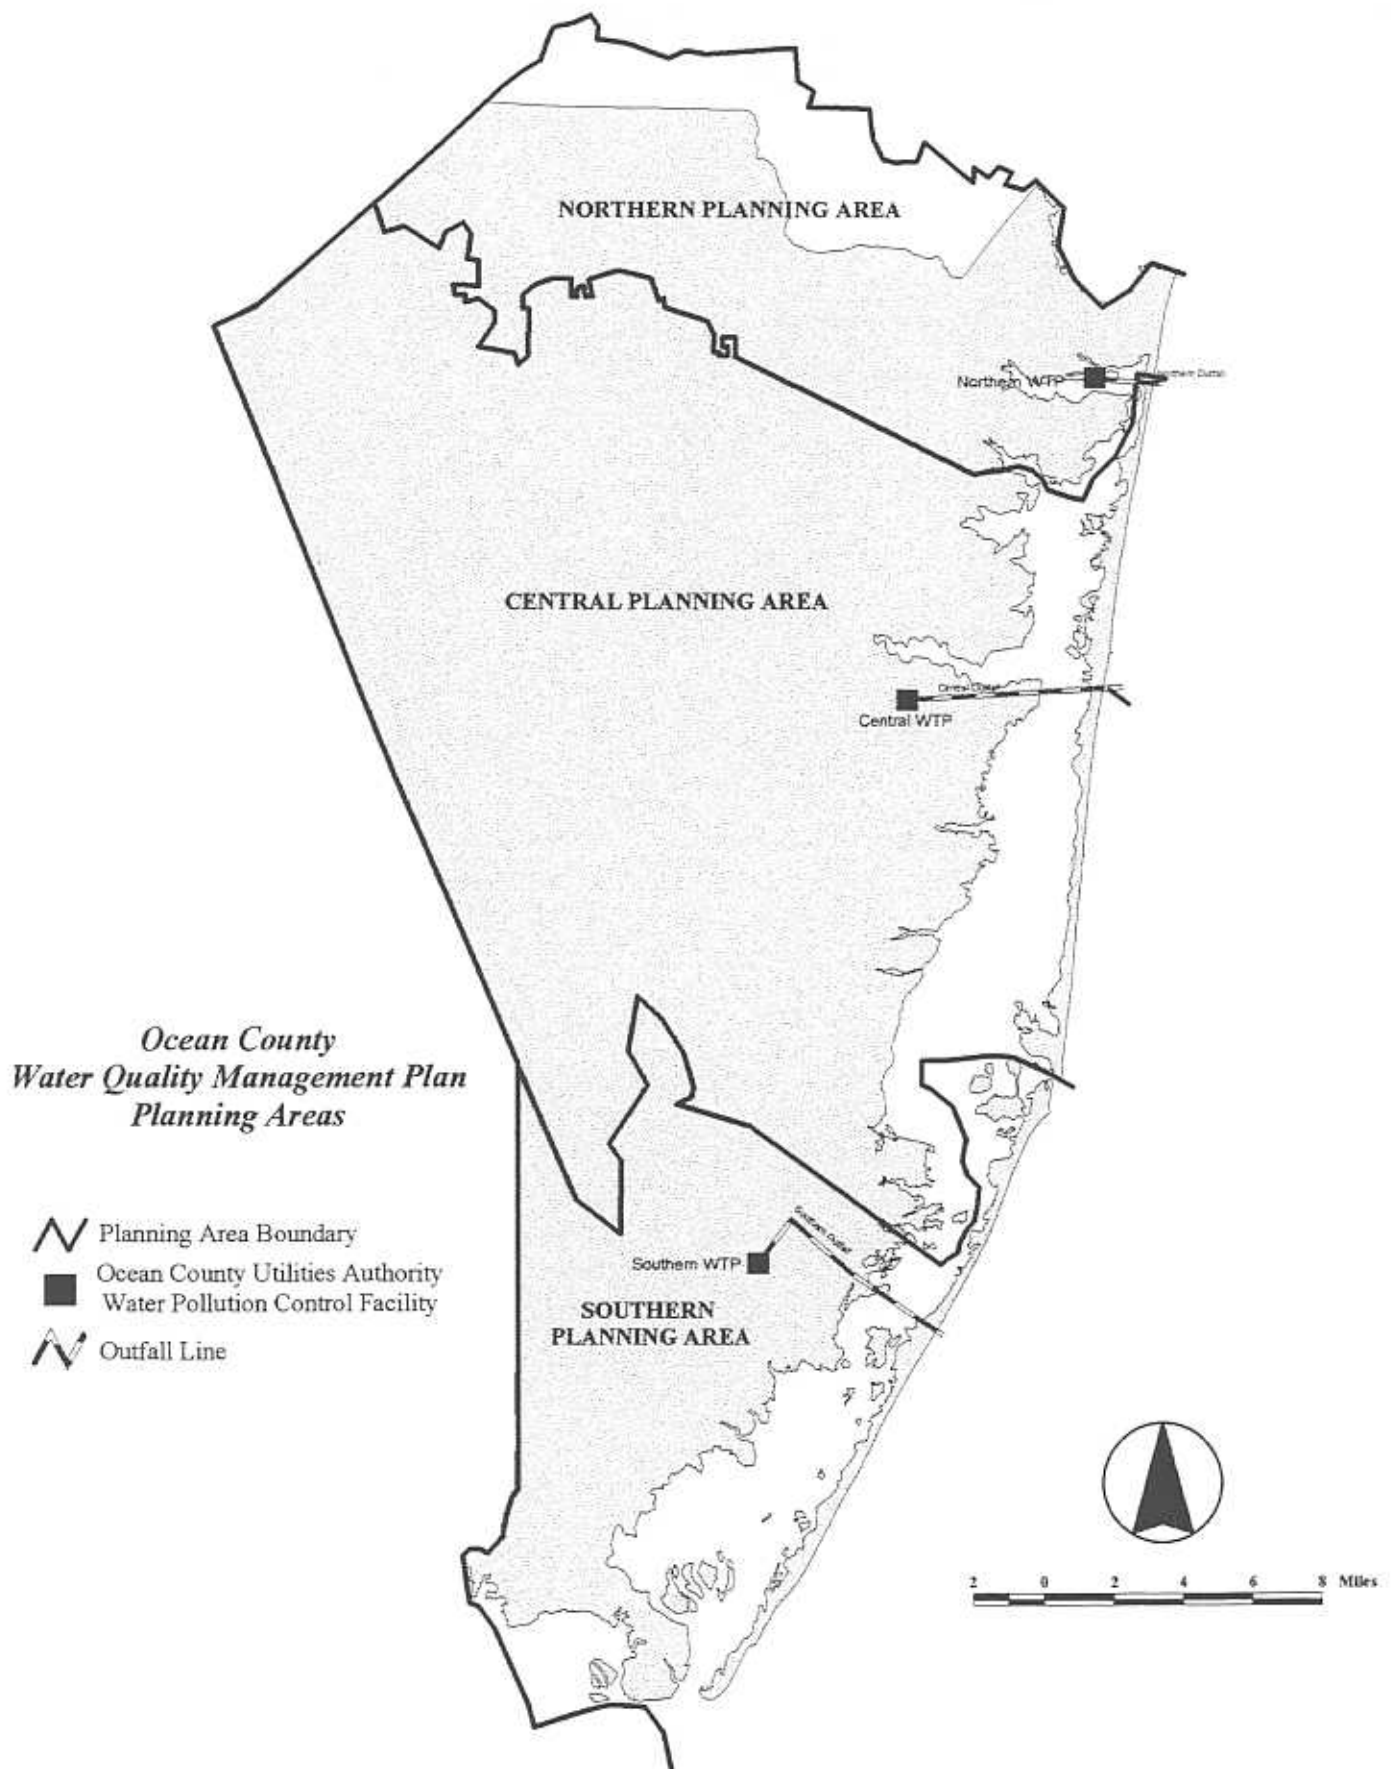 NORTHERN PLANNING AREA
Northern WTP
CENTRAL PLANNING AREA
Central WTP
Ocean County
Water Quality Management Plan
Planning Areas
Planning Area Boundary
Ocean County Utilities Authority
Water Pollution Control Facility
Outfall Line
Southern Outfall
Southern WTP
SOUTHERN
PLANNING AREA
2 0 2 4 6 8 Miles